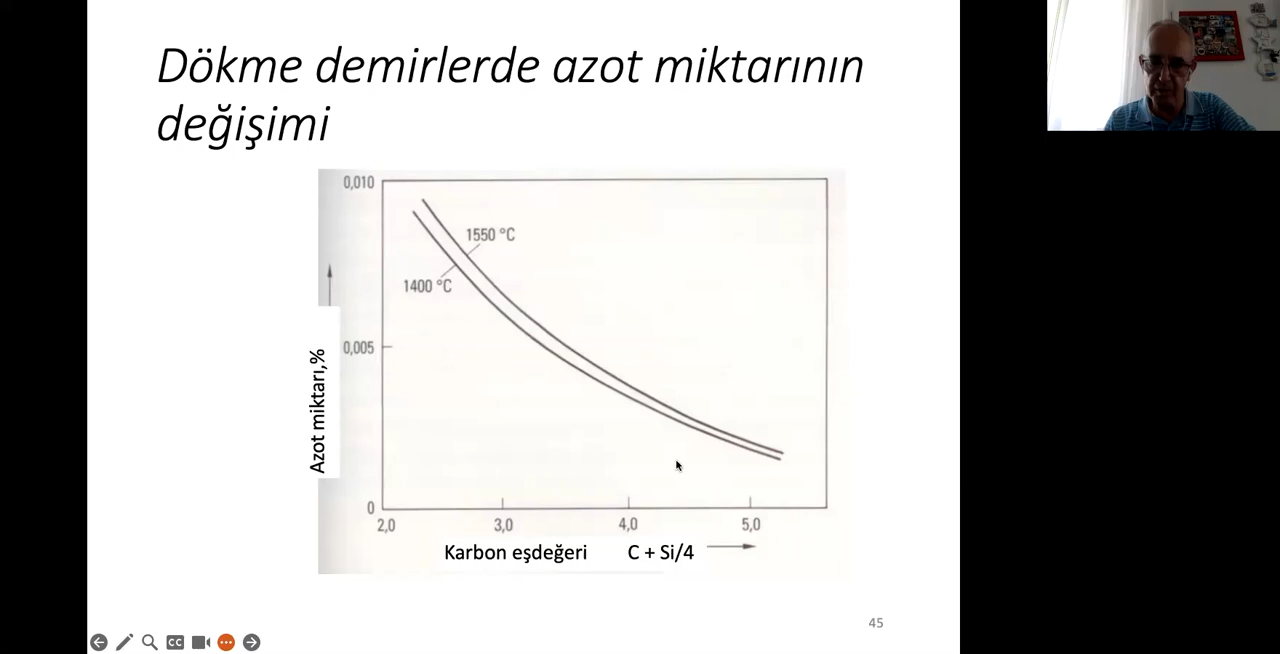 Dökme demirlerde azot miktarının
değişimi
0,010
1550 °C
1400 °C
0,005
Azot miktarı,%
0
2,0 3,0 4,0 5,0
Karbon eşdeğeri C + Si/4
45
CC